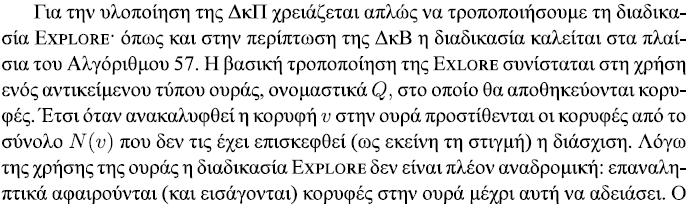 Για την υλοποίηση της ΔκΠ χρειάζεται απλώς να τροποποιήσουμε τη διαδικα-
σία EXPLORE· όπως και στην περίπτωση της ΔκΒ η διαδικασία καλείται στα πλαί-
σια του Αλγόριθμου 57. Η βασική τροποποίηση της EXLORE συνίσταται στη χρήση
ενός αντικείμενου τύπου ουράς, ονομαστικά Q, στο οποίο θα αποθηκεύονται κορυ-
φές. Έτσι όταν ανακαλυφθεί η κορυφή v στην ουρά προστίθενται οι κορυφές από το
σύνολο N(v) που δεν τις έχει επισκεφθεί (ως εκείνη τη στιγμή) η διάσχιση. Λόγω
της χρήσης της ουράς η διαδικασία EXPLORE δεν είναι πλέον αναδρομική: επαναλη-
πτικά αφαιρούνται (και εισάγονται) κορυφές στην ουρά μέχρι αυτή να αδειάσει. Ο